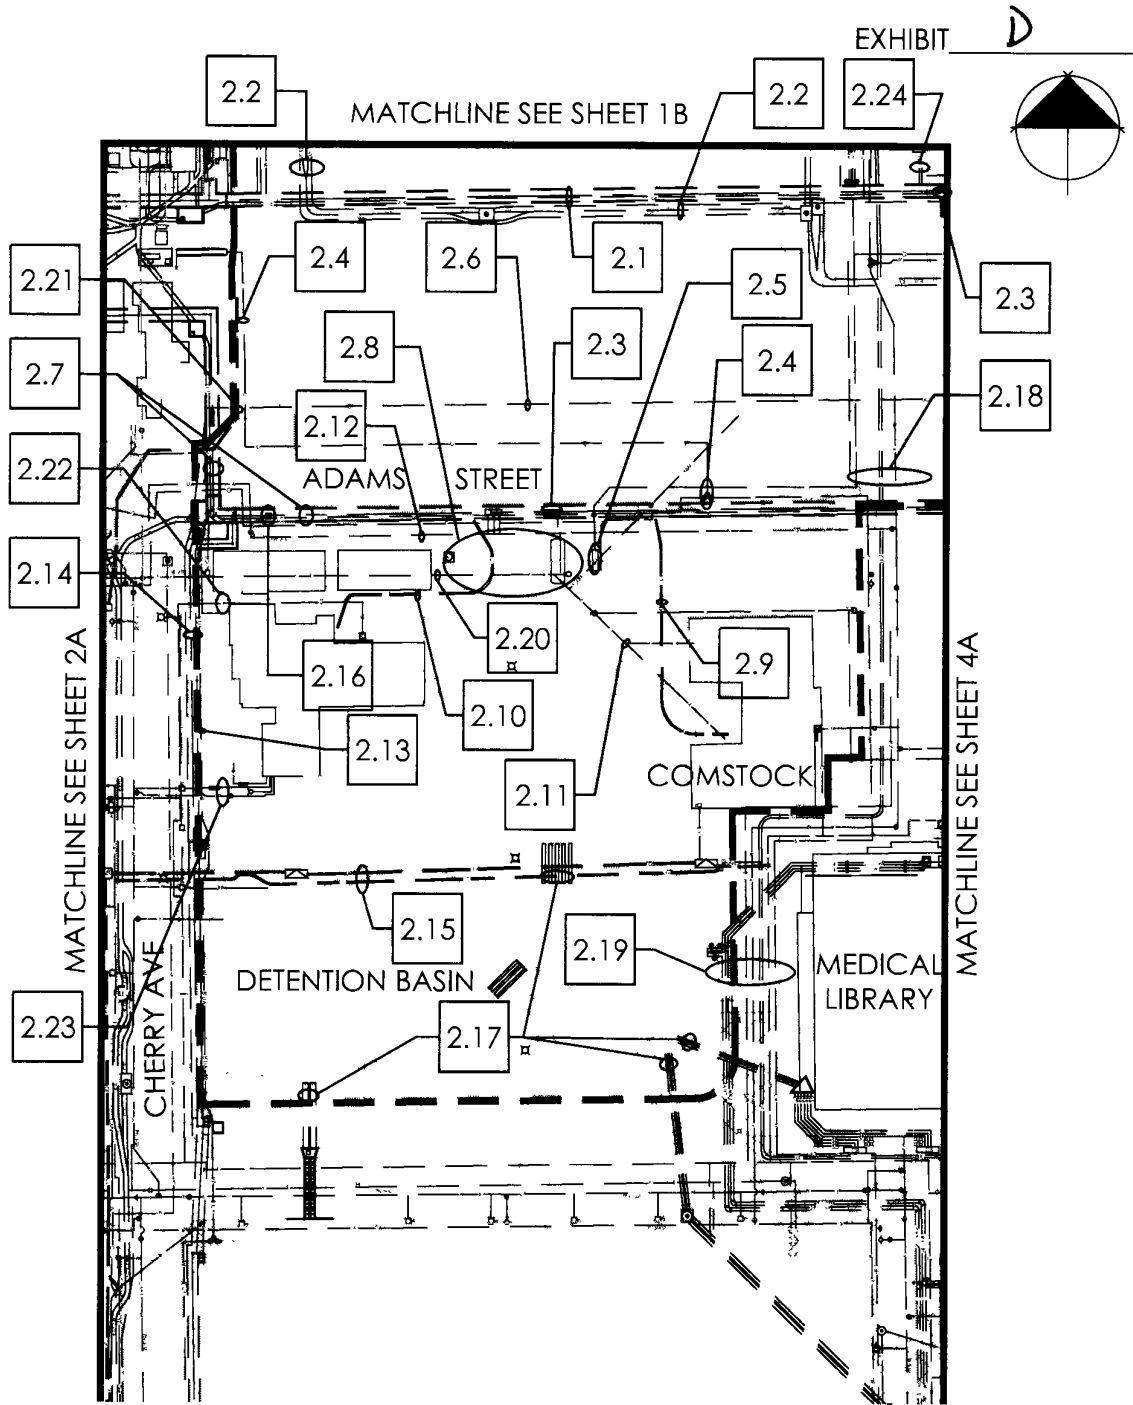 EXHIBIT D
2.2
2.2
2.24
MATCHLINE SEE SHEET 1B
2.21
2.4
2.6
2.1
2.5
2.3
2.7
2.8
2.3
2.4
2.18
2.12
2.22
ADAMS STREET
2.14
2.20
2.16
2.9
2.10
2.13
2.11
MATCHLINE SEE SHEET 2A
MATCHLINE SEE SHEET 4A
COMSTOCK
2.15
2.19
DETENTION BASIN
MEDICAL
LIBRARY
CHERRY AVE
2.23
2.17